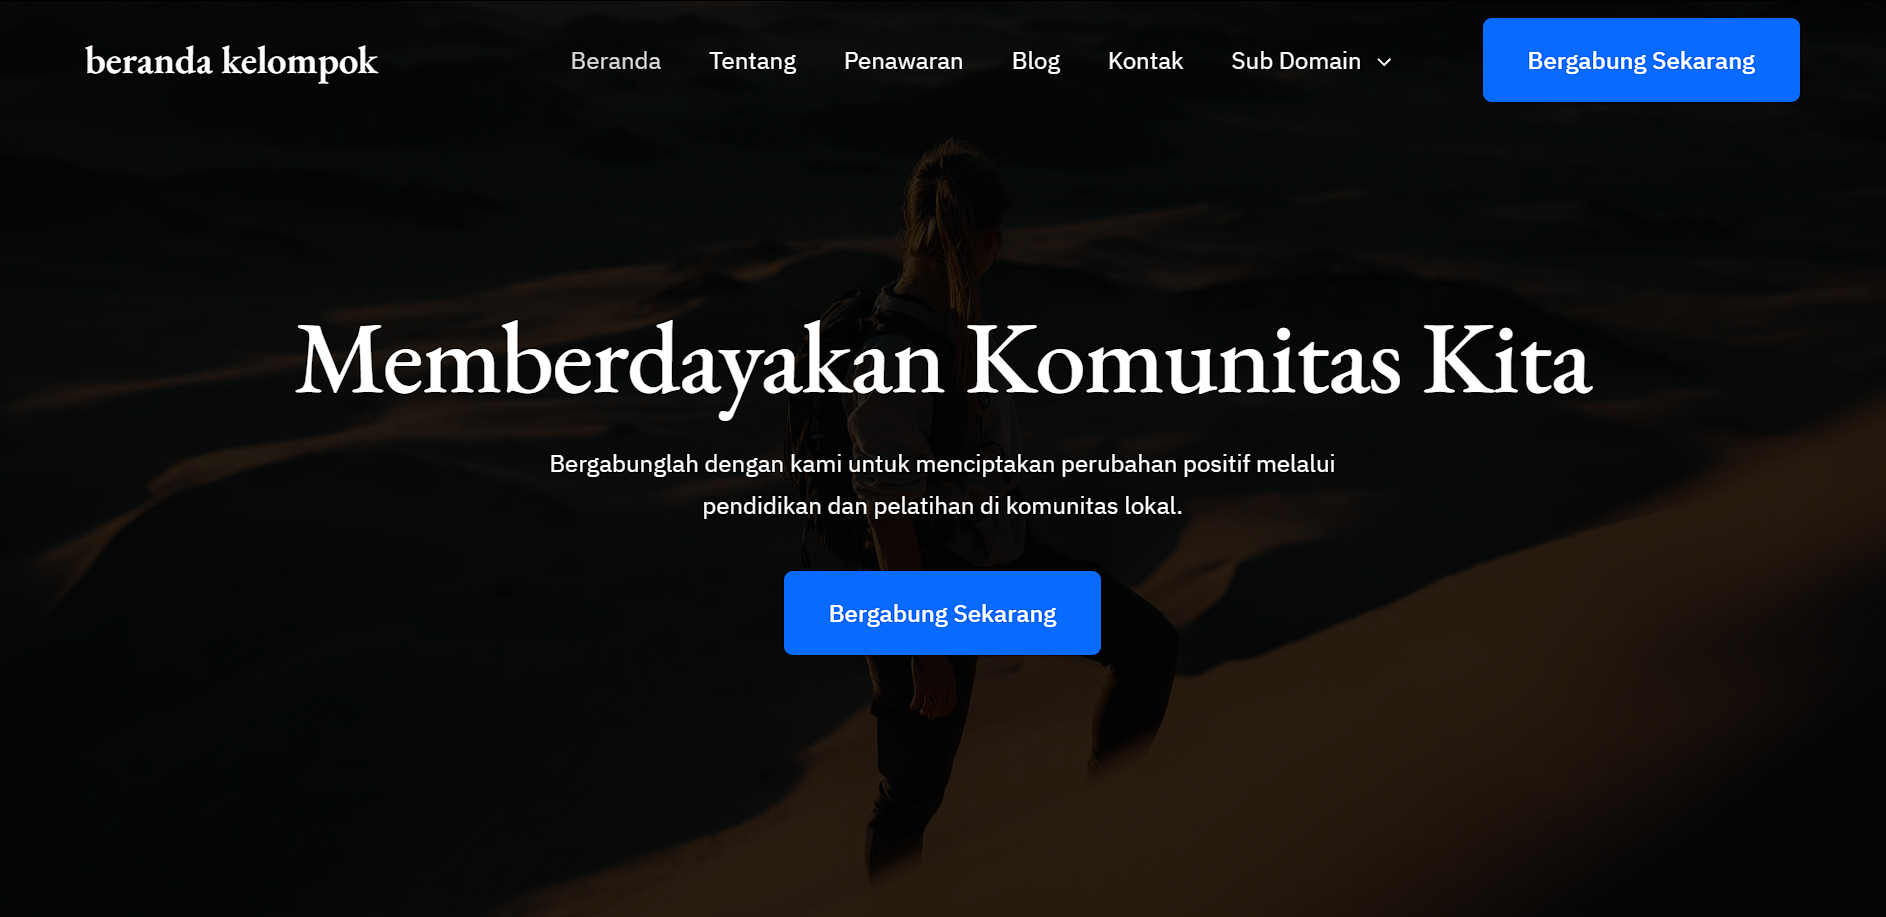 beranda kelompok
Beranda
Tentang
Penawaran
Blog
Kontak
Sub Domain
Bergabung Sekarang
Memberdayakan Komunitas Kita
Bergabunglah dengan kami untuk menciptakan perubahan positif melalui
pendidikan dan pelatihan di komunitas lokal.
Bergabung Sekarang